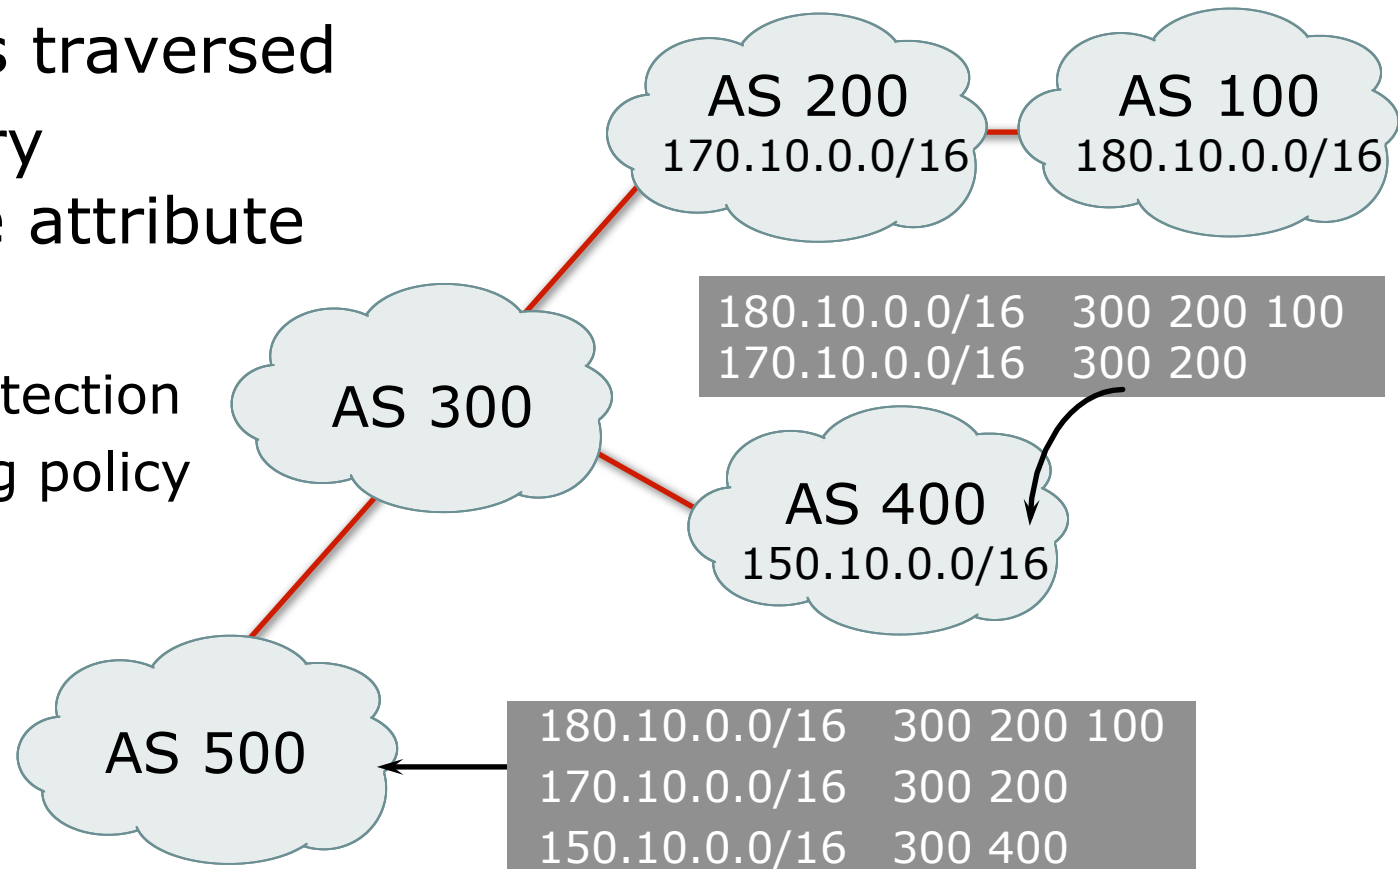 s traversed
ry
e attribute
tection
g policy
AS 200
170.10.0.0/16
AS 100
180.10.0.0/16
180.10.0.0/16 300 200 100
170.10.0.0/16 300 200
AS 300
AS 400
150.10.0.0/16
AS 500
180.10.0.0/16 300 200 100
170.10.0.0/16 300 200
150.10.0.0/16 300 400